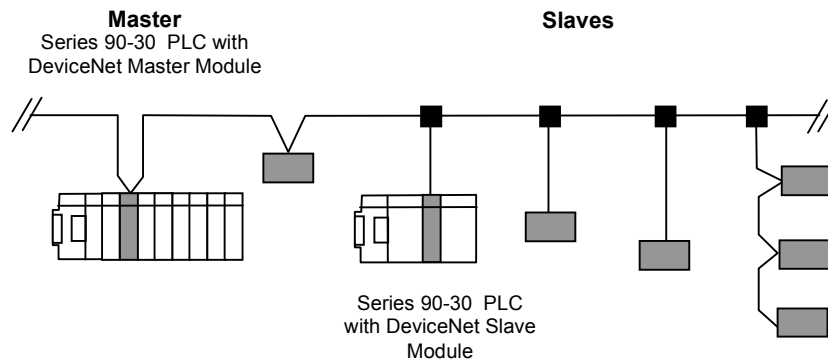 Master
Series 90-30 PLC with
DeviceNet Master Module
Slaves
Series 90-30 PLC
with DeviceNet Slave
Module